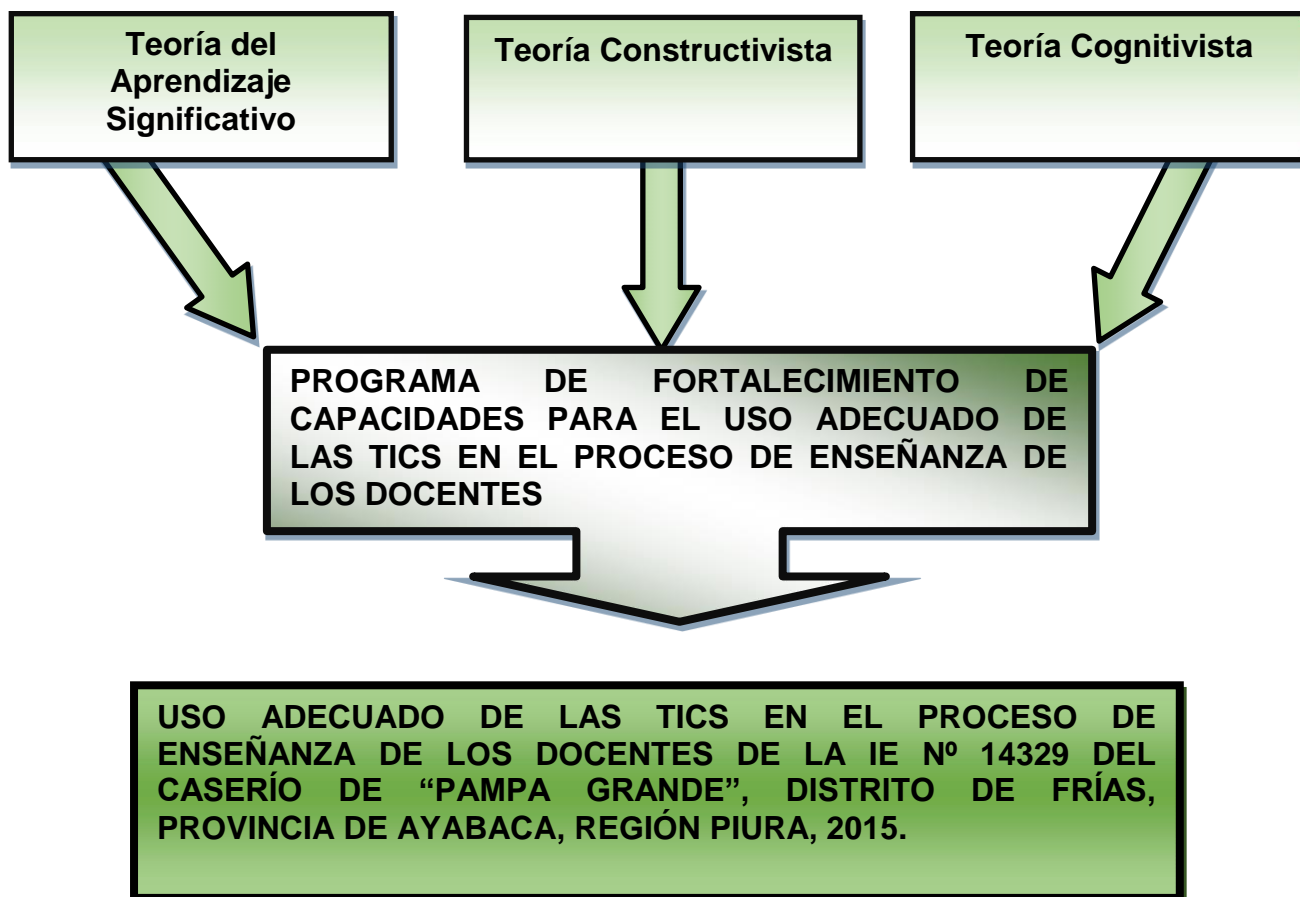 Teoría del
Aprendizaje
Significativo
Teoría Constructivista
Teoría Cognitivista
PROGRAMA DE FORTALECIMIENTO DE
CAPACIDADES PARA EL USO ADECUADO DE
LAS TICS EN EL PROCESO DE ENSEÑANZA DE
LOS DOCENTES
USO ADECUADO DE LAS TICS EN EL PROCESO DE
ENSEÑANZA DE LOS DOCENTES DE LA IE Nº 14329 DEL
CASERÍO DE “PAMPA GRANDE”, DISTRITO DE FRÍAS,
PROVINCIA DE AYABACA, REGIÓN PIURA, 2015.